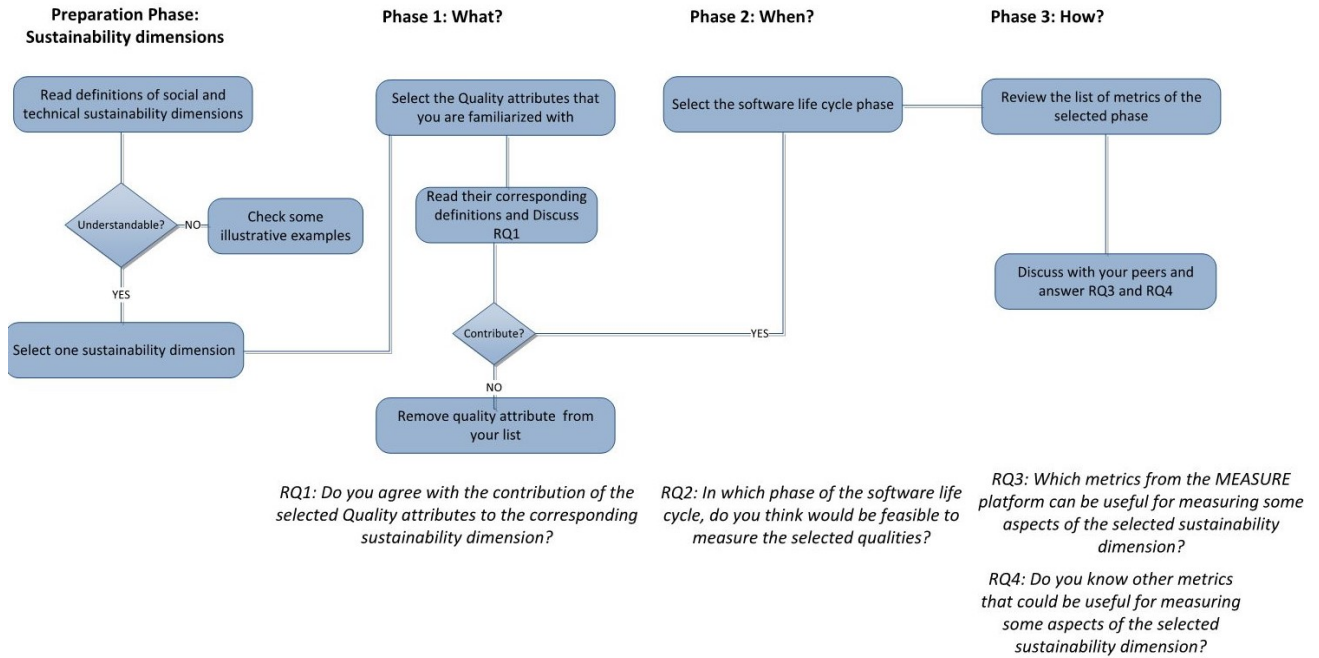 Preparation Phase:
Sustainability dimensions
Read definitions of social and
technical sustainability dimensions
Understandable?
NO
Check some
illustrative examples
YES
Select one sustainability dimension
Phase 1: What?
Select the Quality attributes that
you are familiarized with
Read their corresponding
definitions and Discuss
RQ1
Contribute?
YES
NO
Remove quality attribute from
your list
RQ1: Do you agree with the contribution of the
selected Quality attributes to the corresponding
sustainability dimension?
Phase 2: When?
Select the software life cycle phase
RQ2: In which phase of the software life
cycle, do you think would be feasible to
measure the selected qualities?
Phase 3: How?
Review the list of metrics of the
selected phase
Discuss with your peers and
answer RQ3 and RQ4
RQ3: Which metrics from the MEASURE
platform can be useful for measuring some
aspects of the selected sustainability
dimension?
RQ4: Do you know other metrics
that could be useful for measuring
some aspects of the selected
sustainability dimension?